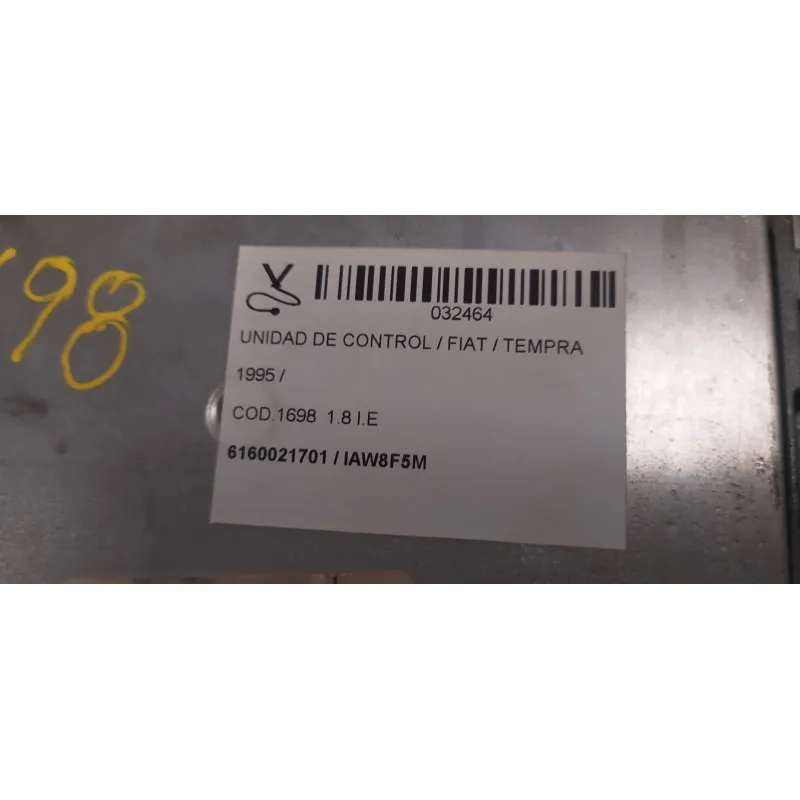 98
032464
UNIDAD DE CONTROL / FIAT / TEMPRA
1995 /
COD.1698 1.8 I.E
6160021701 / IAW8F5M